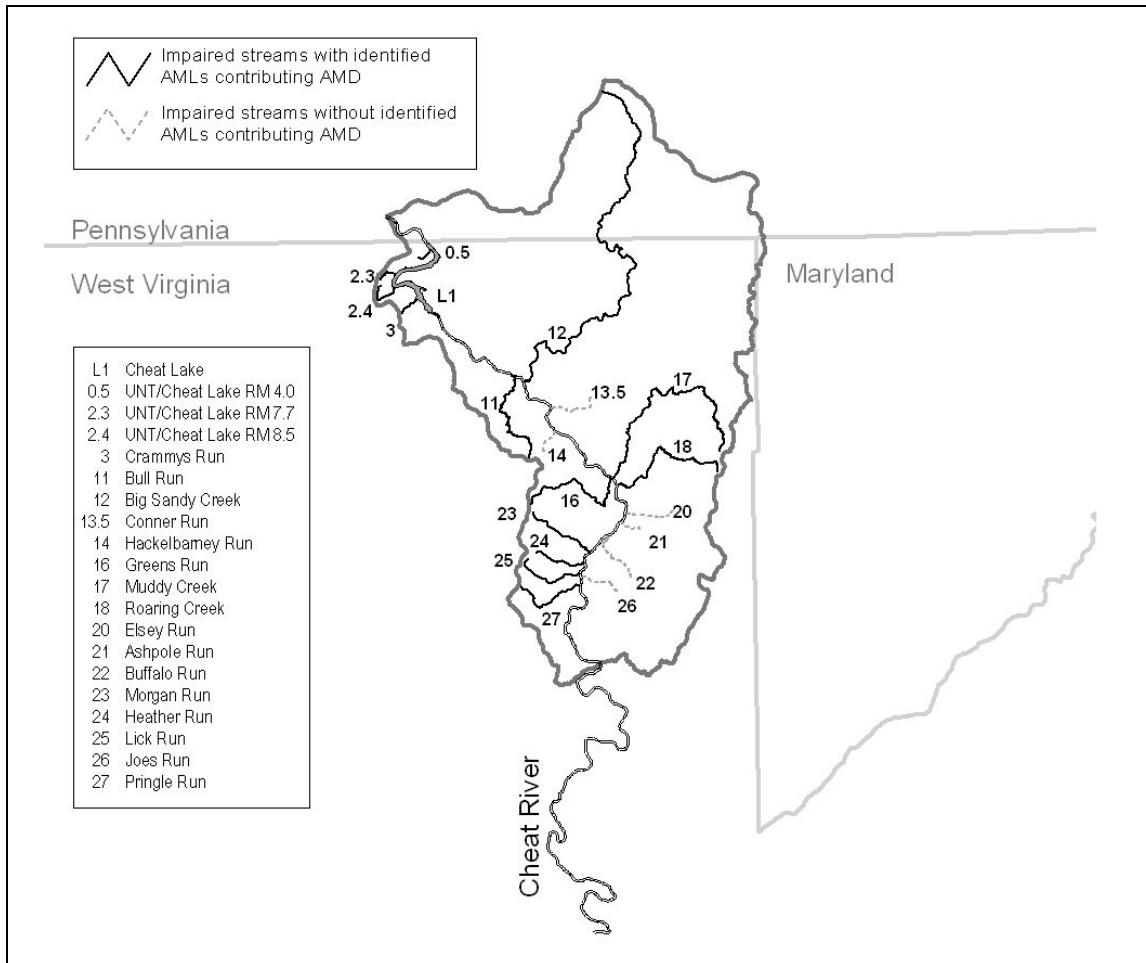 Impaired streams with identified
AMLs contributing AMD
Impaired streams without identified
AMLs contributing AMD
Pennsylvania
West Virginia
Maryland
0.5
2.3
L1
2.4
3
12
17
13.5
11
14
18
16
23
20
24
21
25
22
26
27
L1 Cheat Lake
0.5 UNT/Cheat Lake RM 4.0
2.3 UNT/Cheat Lake RM 7.7
2.4 UNT/Cheat Lake RM 8.5
3 Crammys Run
11 Bull Run
12 Big Sandy Creek
13.5 Conner Run
14 Hackelbarney Run
16 Greens Run
17 Muddy Creek
18 Roaring Creek
20 Elsey Run
21 Ashpole Run
22 Buffalo Run
23 Morgan Run
24 Heather Run
25 Lick Run
26 Joes Run
27 Pringle Run
Cheat River